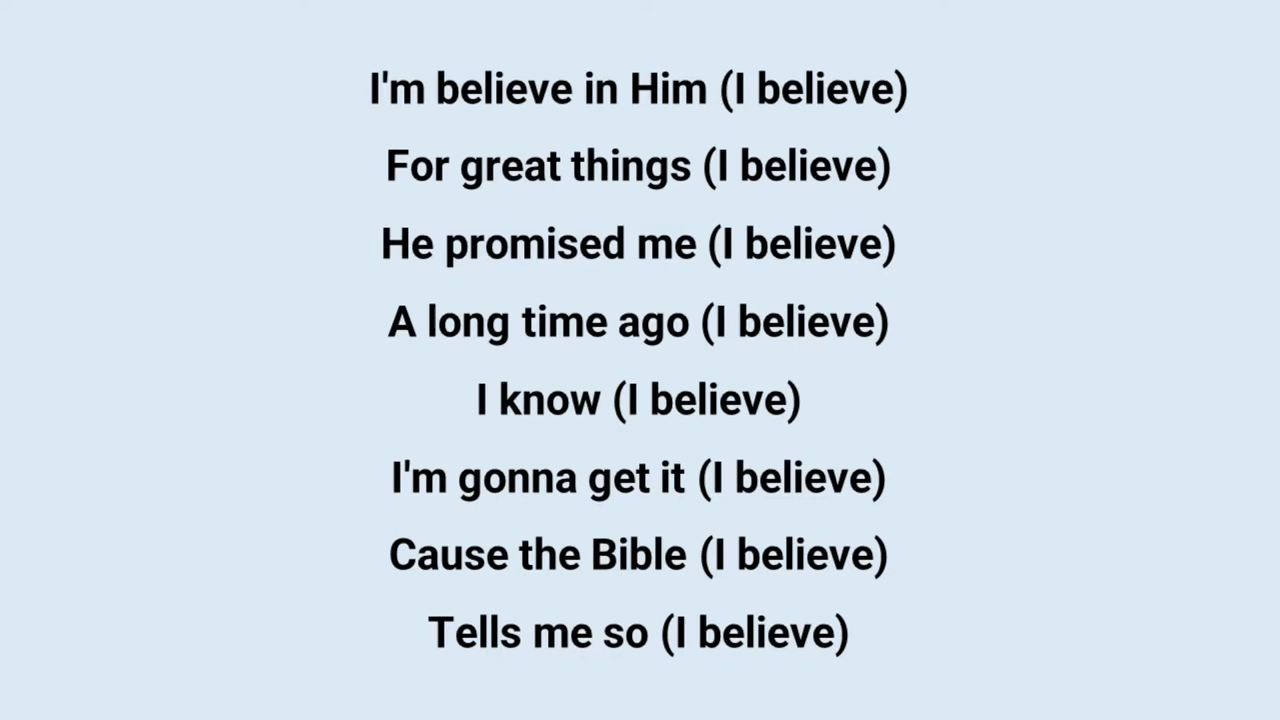 I'm believe in Him (I believe)
For great things (I believe)
He promised me (I believe)
A long time ago (I believe)
I know (I believe)
I'm gonna get it (I believe)
Cause the Bible (I believe)
Tells me so (I believe)